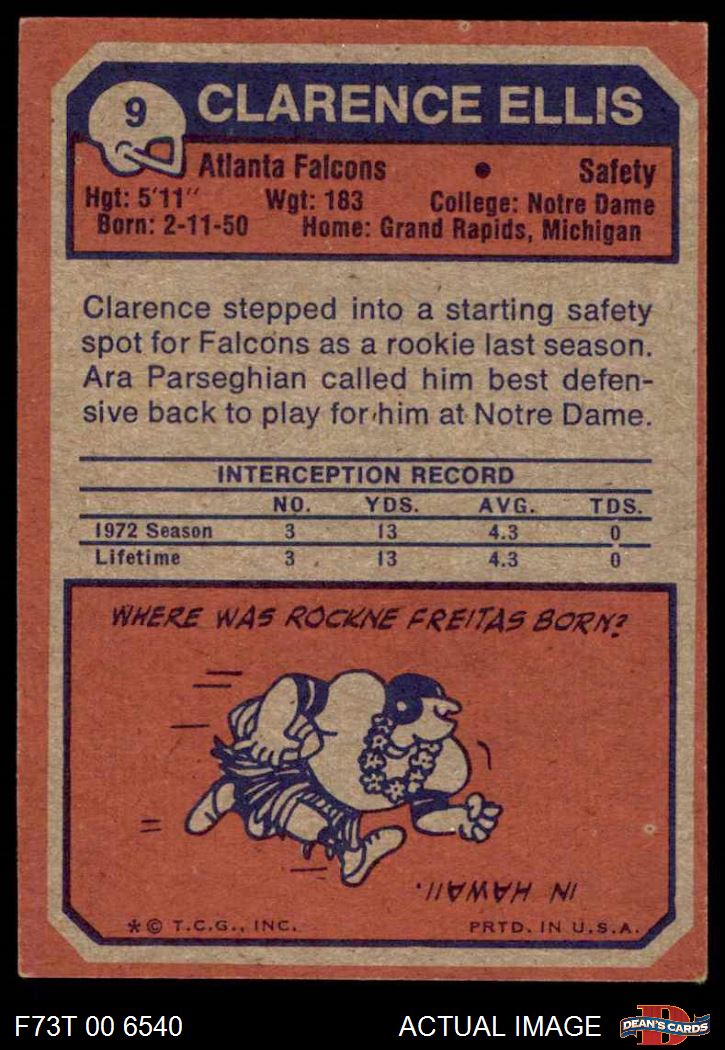 9
CLARENCE ELLIS
Atlanta Falcons • Safety
Hgt: 5'11" Wgt: 183 College: Notre Dame
Born: 2-11-50 Home: Grand Rapids, Michigan
Clarence stepped into a starting safety
spot for Falcons as a rookie last season.
Ara Parseghian called him best defen-
sive back to play for him at Notre Dame.
INTERCEPTION RECORD
NO. YDS. AVG. TDS.
1972 Season 3 13 4.3 0
Lifetime 3 13 4.3 0
WHERE WAS ROCKNE FREITAS BORN?
IN HAWAII.
*© T.C.G., INC. PRTD. IN U.S.A.
F73T 00 6540 ACTUAL IMAGE
D
DEAN'S CARDS